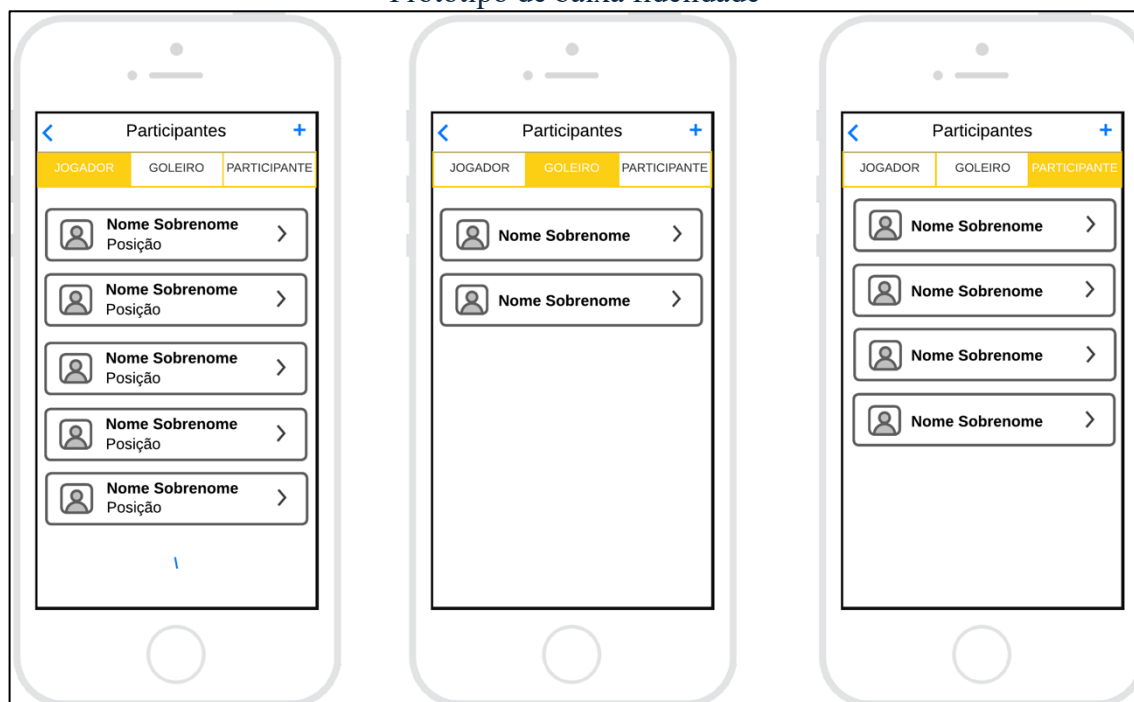 Protótipo de baixa fidelidade
Participantes +
JOGADOR GOLEIRO PARTICIPANTE
Nome Sobrenome
Posição
Nome Sobrenome
Posição
Nome Sobrenome
Posição
Nome Sobrenome
Posição
Nome Sobrenome
Posição
\
Participantes +
JOGADOR GOLEIRO PARTICIPANTE
Nome Sobrenome
Nome Sobrenome
Participantes +
JOGADOR GOLEIRO PARTICIPANTE
Nome Sobrenome
Nome Sobrenome
Nome Sobrenome
Nome Sobrenome